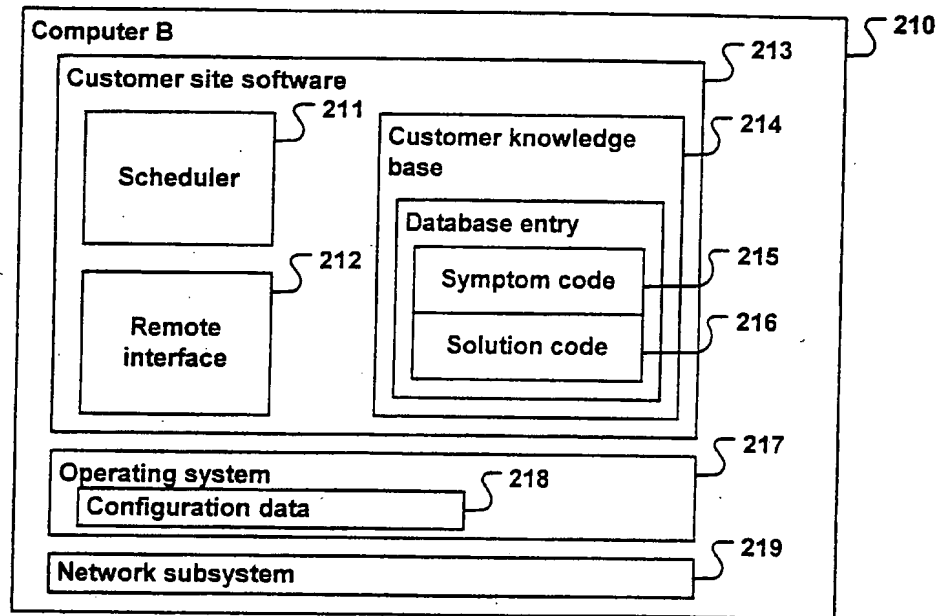 Computer B
210
Customer site software
213
211
Scheduler
Customer knowledge
base
214
Database entry
Symptom code
215
Solution code
216
212
Remote
interface
Operating system
217
Configuration data
218
Network subsystem
219